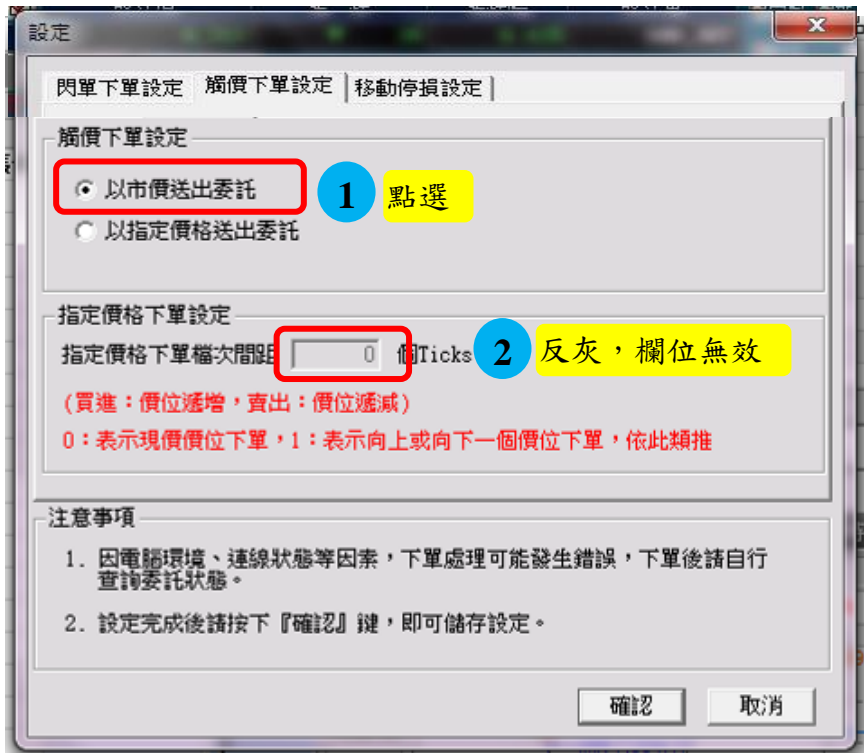 設定
閃單下單設定 觸價下單設定 移動停損設定
觸價下單設定
以市價送出委託 1 點選
以指定價格送出委託
指定價格下單設定
指定價格下單檔次間距 0 個Ticks 2 反灰，欄位無效
(買進：價位遞增，賣出：價位遞減)
0：表示現價價位下單，1：表示向上或向下一個價位下單，依此類推
注意事項
1. 因電腦環境、連線狀態等因素，下單處理可能發生錯誤，下單後請自行
查詢委託狀態。
2. 設定完成後請按下『確認』鍵，即可儲存設定。
確認 取消